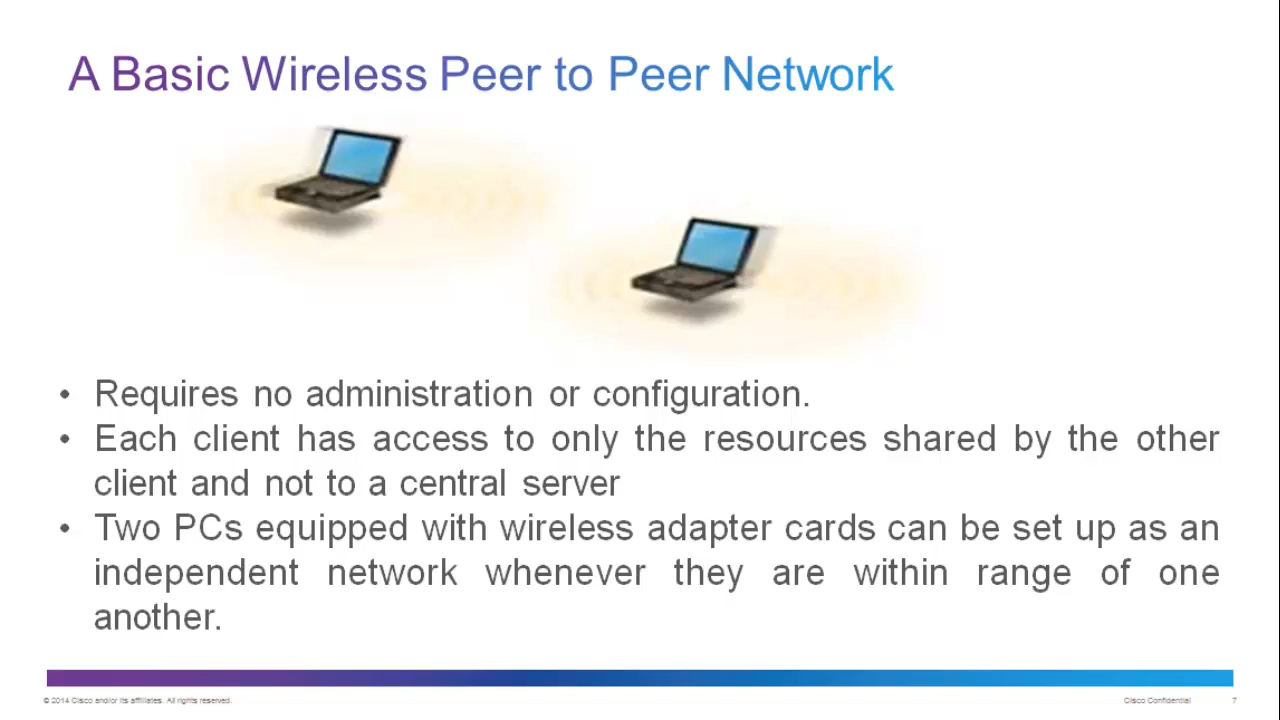 A Basic Wireless Peer to Peer Network
• Requires no administration or configuration.
• Each client has access to only the resources shared by the other
client and not to a central server
• Two PCs equipped with wireless adapter cards can be set up as an
independent network whenever they are within range of one
another.
© 2014 Cisco and/or its affiliates. All rights reserved.
Cisco Confidential
7